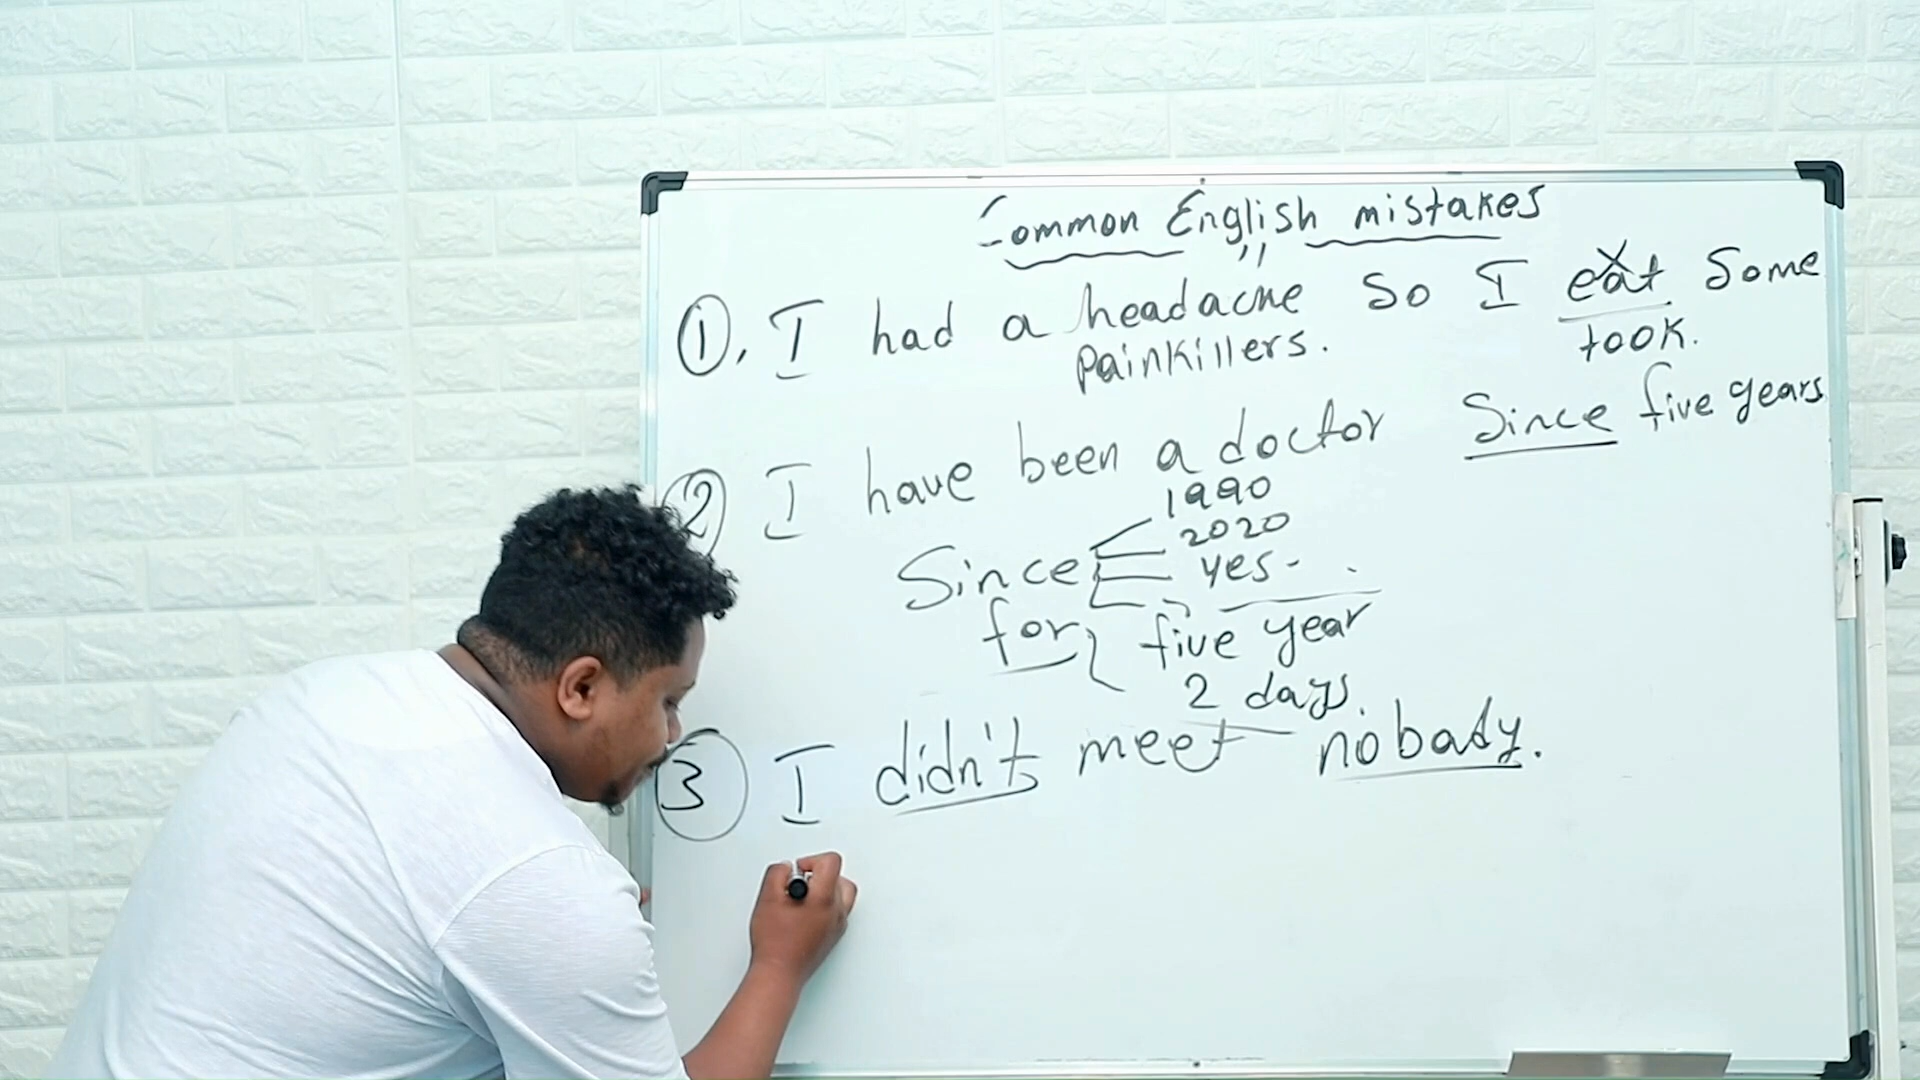 Common English mistakes
①, I had a headache so I eat some
took.
Painkillers.
② I have been a doctor Since five years
1990
2020
Since yes-
for five year
2 days.
③ I didn't meet nobady.